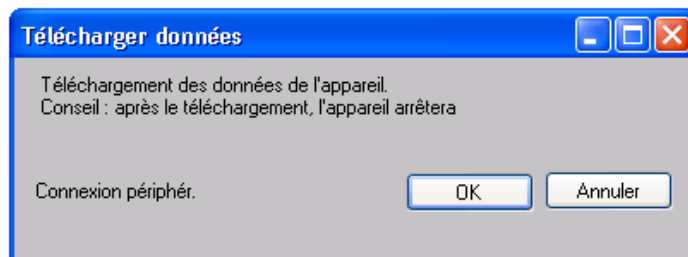 Télécharger données
Téléchargement des données de l'appareil.
Conseil : après le téléchargement, l'appareil arrêtera
Connexion périphér.
OK
Annuler